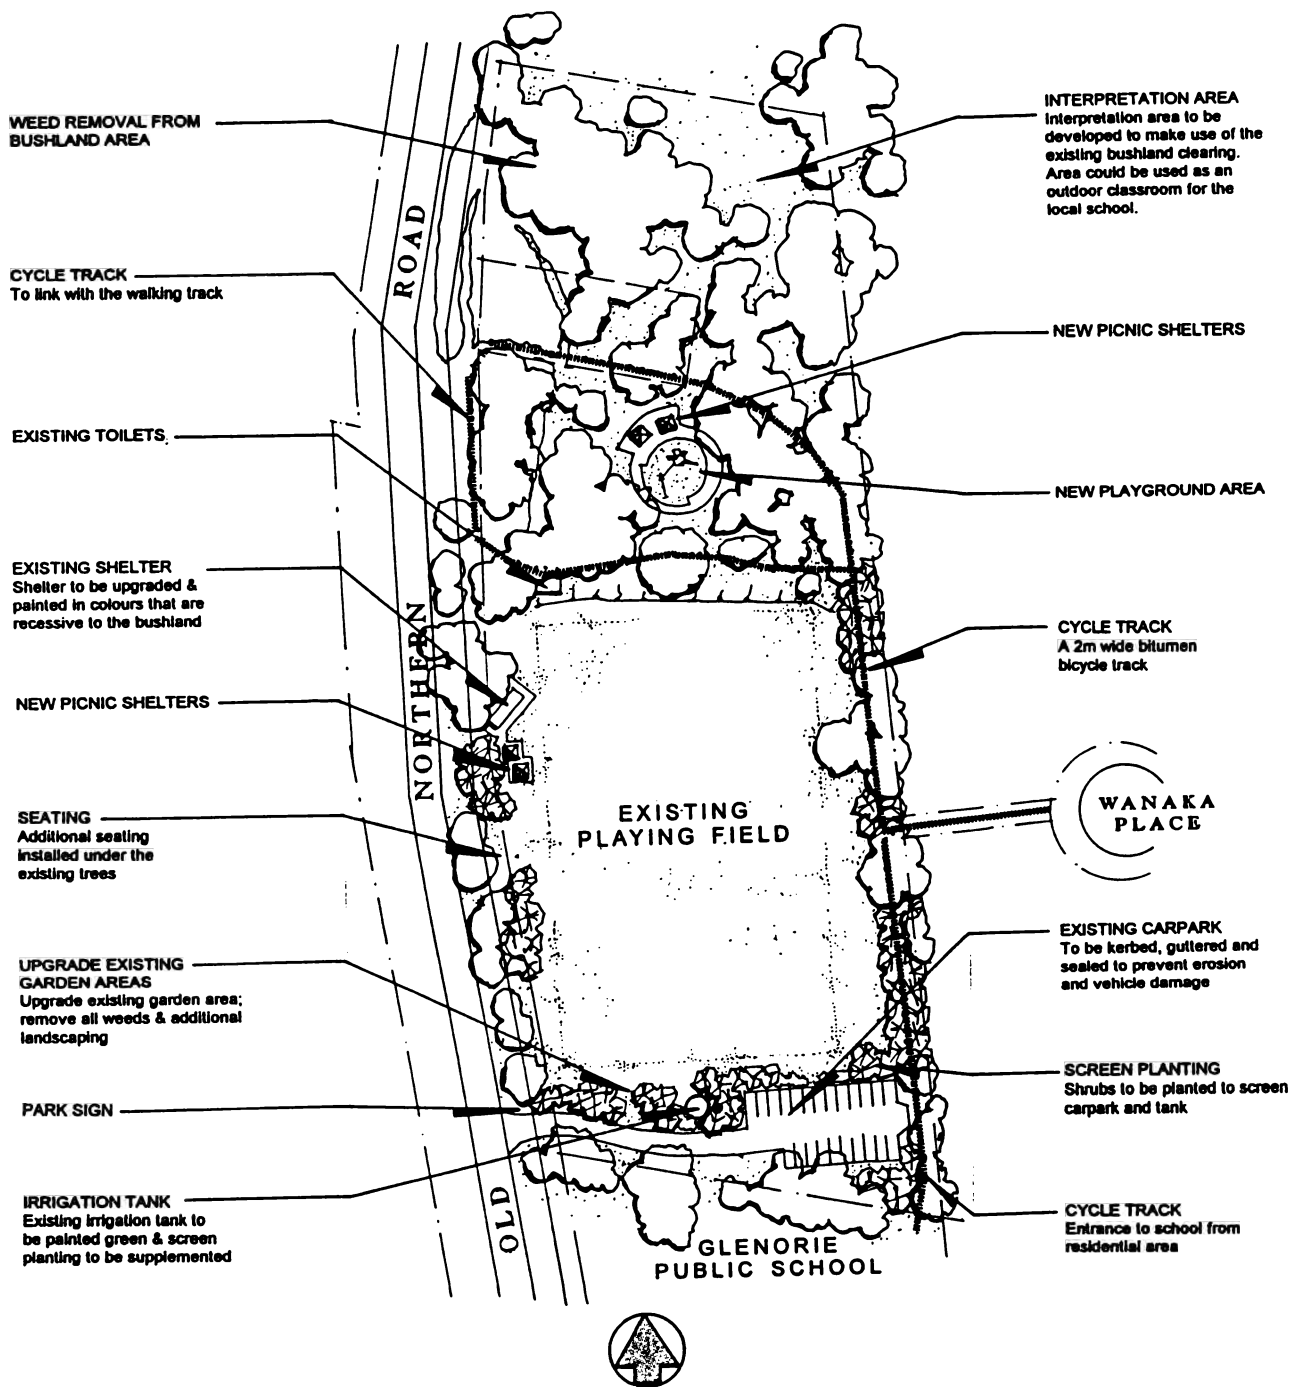 WEED REMOVAL FROM
BUSHLAND AREA
CYCLE TRACK
To link with the walking track
EXISTING TOILETS
EXISTING SHELTER
Shelter to be upgraded &
painted in colours that are
recessive to the bushland
NEW PICNIC SHELTERS
SEATING
Additional seating
installed under the
existing trees
UPGRADE EXISTING
GARDEN AREAS
Upgrade existing garden area;
remove all weeds & additional
landscaping
PARK SIGN
IRRIGATION TANK
Existing irrigation tank to
be painted green & screen
planting to be supplemented
OLD
NORTHERN
ROAD
EXISTING
PLAYING FIELD
GLENORIE
PUBLIC SCHOOL
INTERPRETATION AREA
Interpretation area to be
developed to make use of the
existing bushland clearing.
Area could be used as an
outdoor classroom for the
local school.
NEW PICNIC SHELTERS
NEW PLAYGROUND AREA
CYCLE TRACK
A 2m wide bitumen
bicycle track
WANAKA
PLACE
EXISTING CARPARK
To be kerbed, guttered and
sealed to prevent erosion
and vehicle damage
SCREEN PLANTING
Shrubs to be planted to screen
carpark and tank
CYCLE TRACK
Entrance to school from
residential area